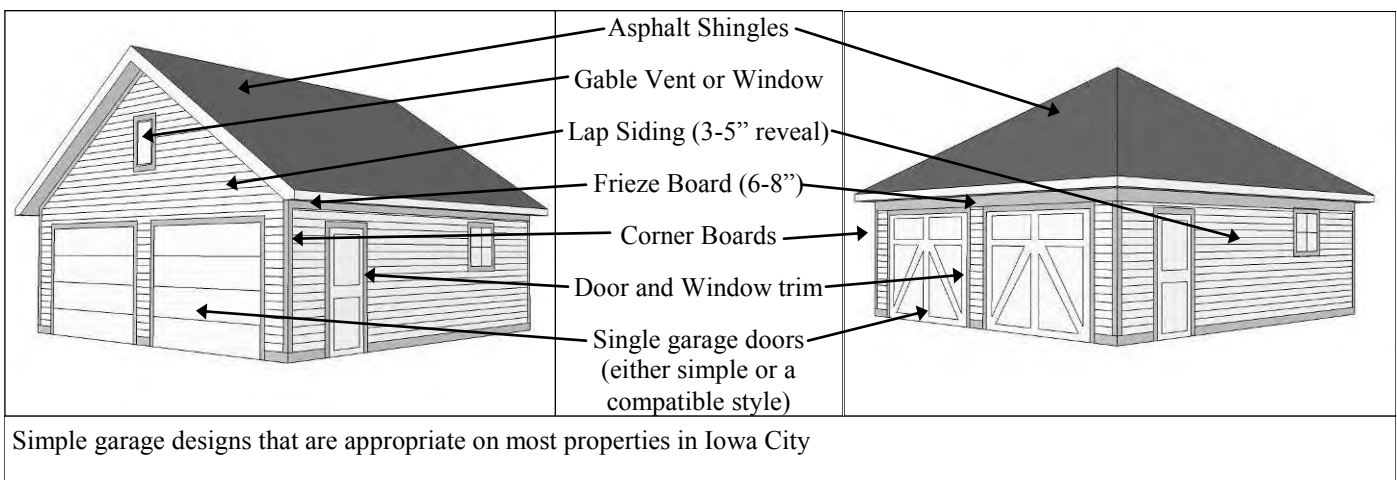 Asphalt Shingles
Gable Vent or Window
Lap Siding (3-5” reveal)
Frieze Board (6-8”)
Corner Boards
Door and Window trim
Single garage doors
(either simple or a
compatible style)
Simple garage designs that are appropriate on most properties in Iowa City